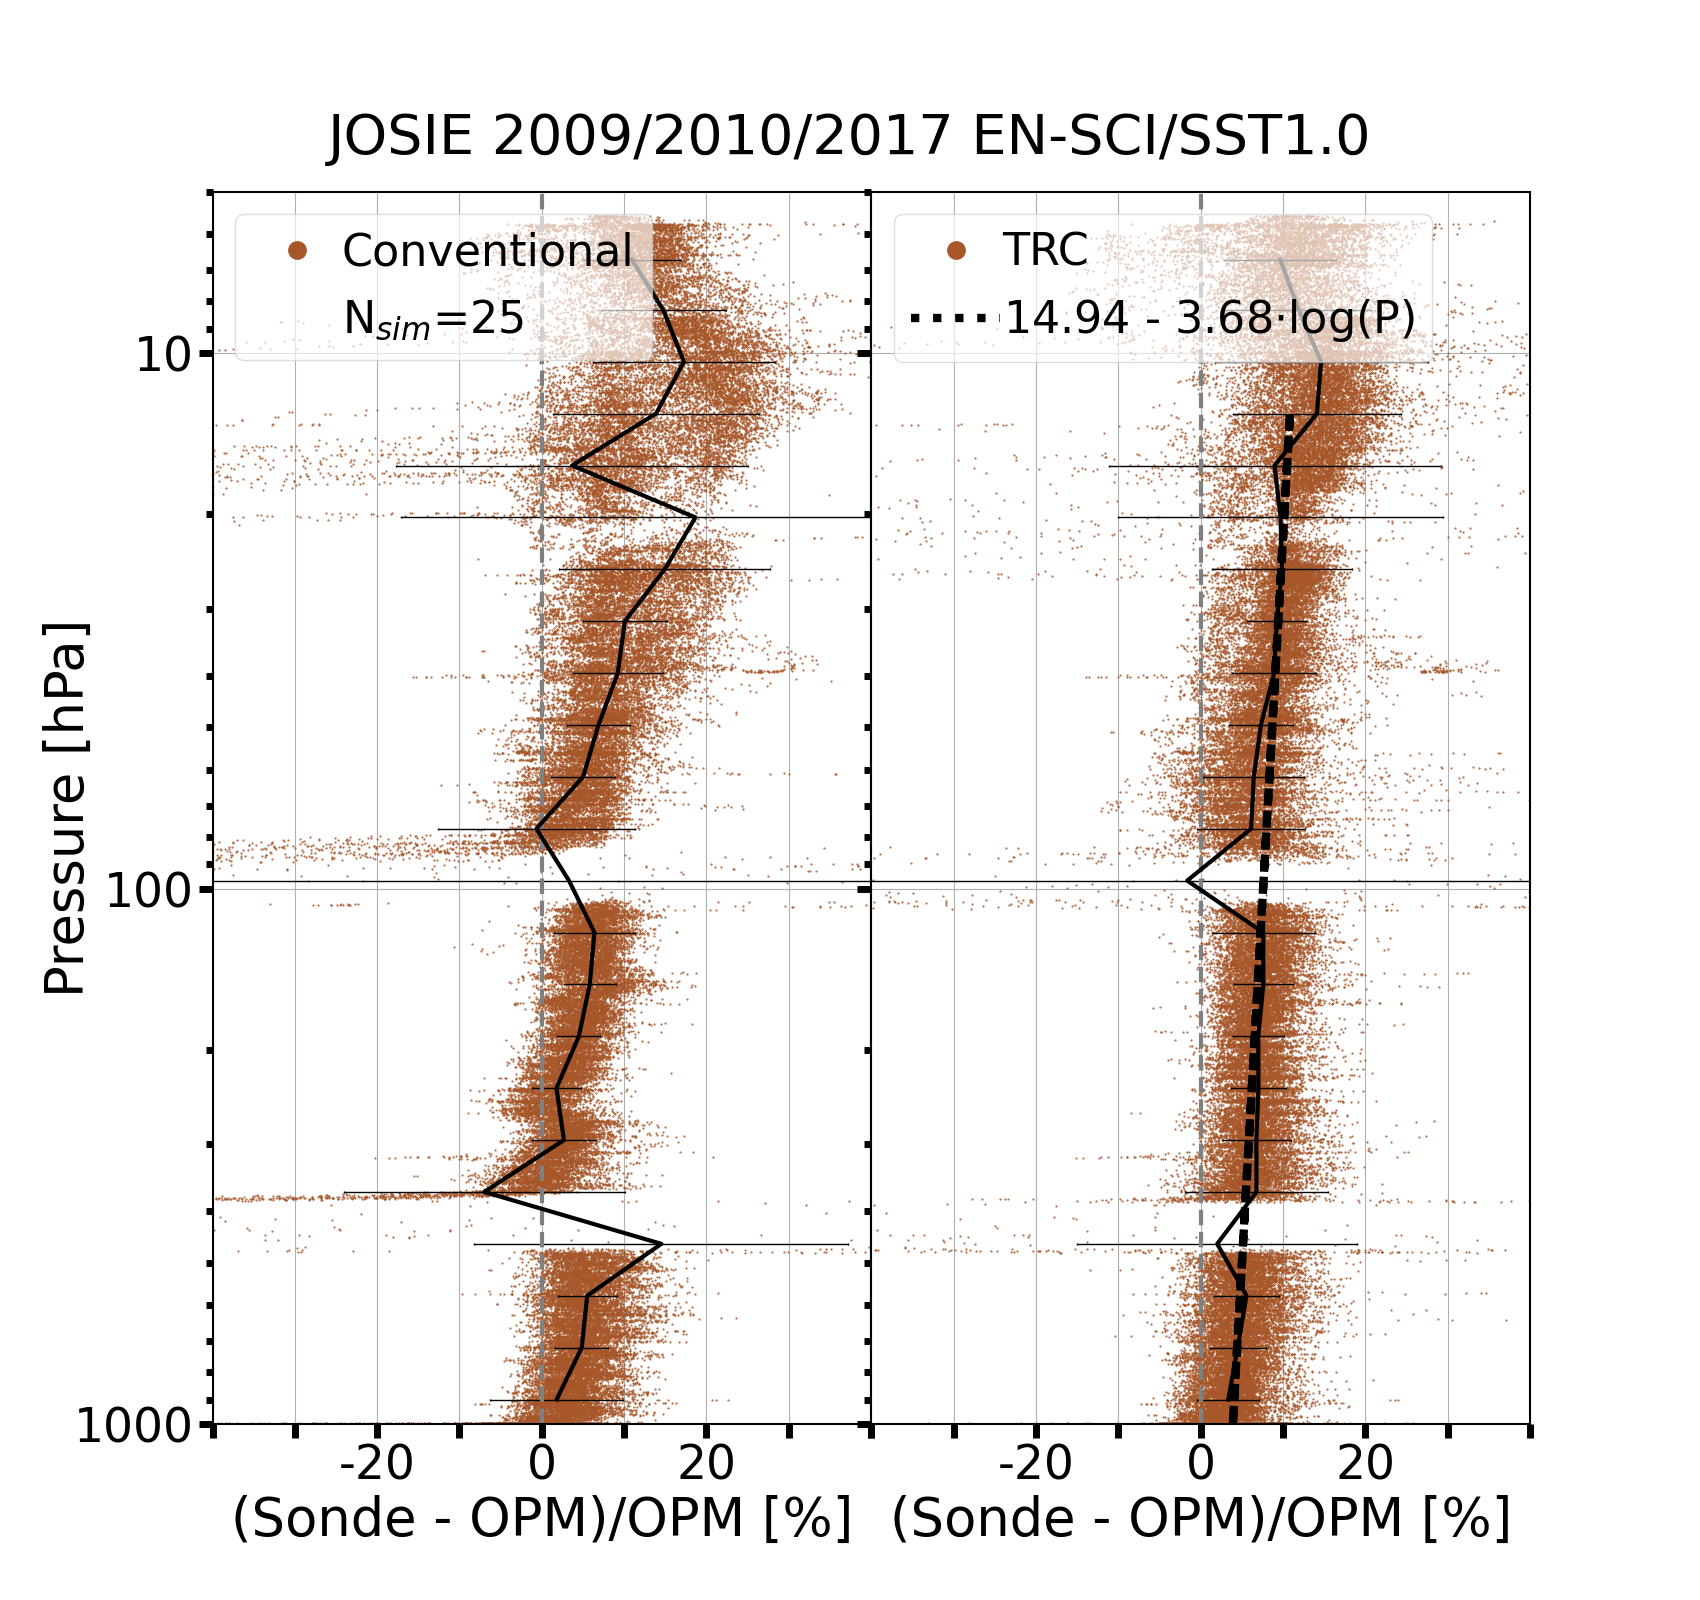 JOSIE 2009/2010/2017 EN-SCI/SST1.0
Conventional
N_sim=25
TRC
14.94 - 3.68·log(P)
Pressure [hPa]
10
100
1000
-20 0 20
-20 0 20
(Sonde - OPM)/OPM [%]
(Sonde - OPM)/OPM [%]